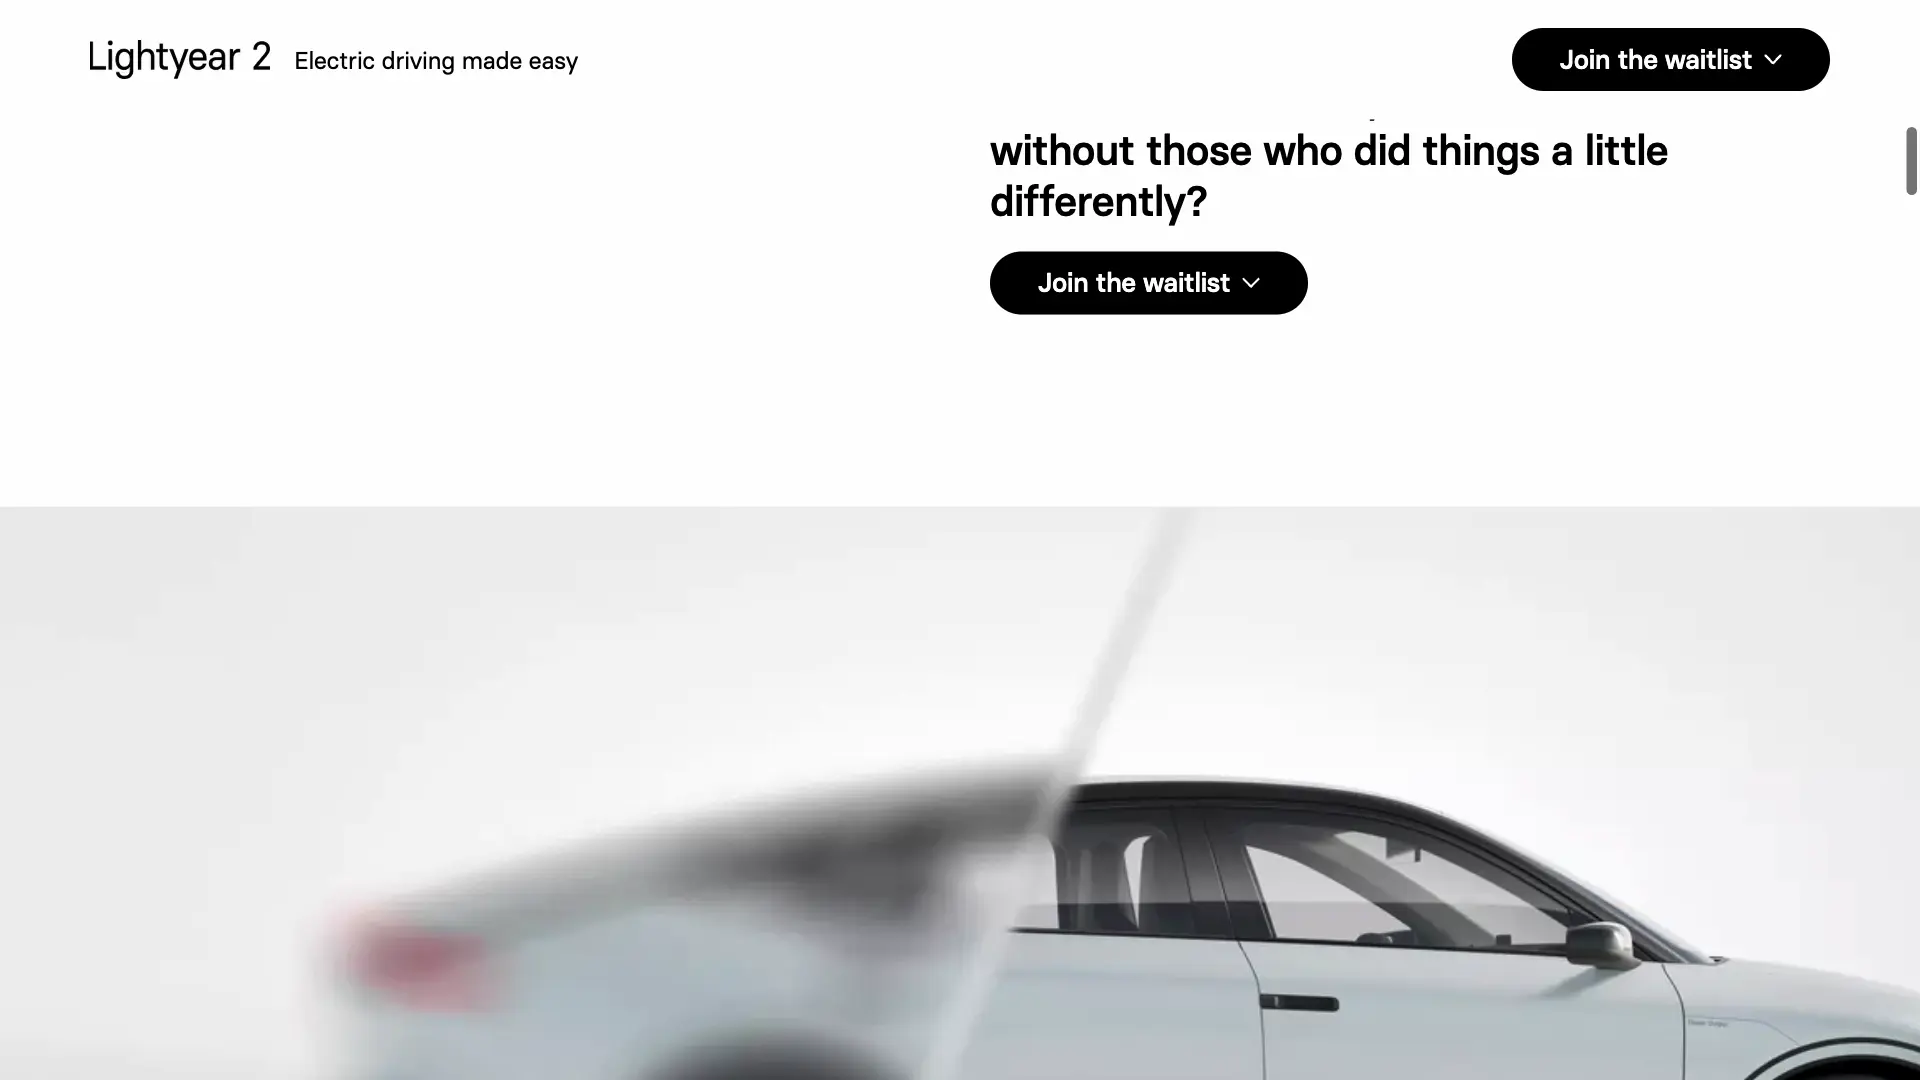 Lightyear 2 Electric driving made easy
Join the waitlist
without those who did things a little
differently?
Join the waitlist